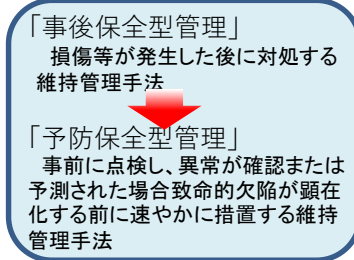 「事後保全型管理」
損傷等が発生した後に対処する
維持管理手法
「予防保全型管理」
事前に点検し、異常が確認または
予測された場合致命的欠陥が顕在
化する前に速やかに措置する維持
管理手法